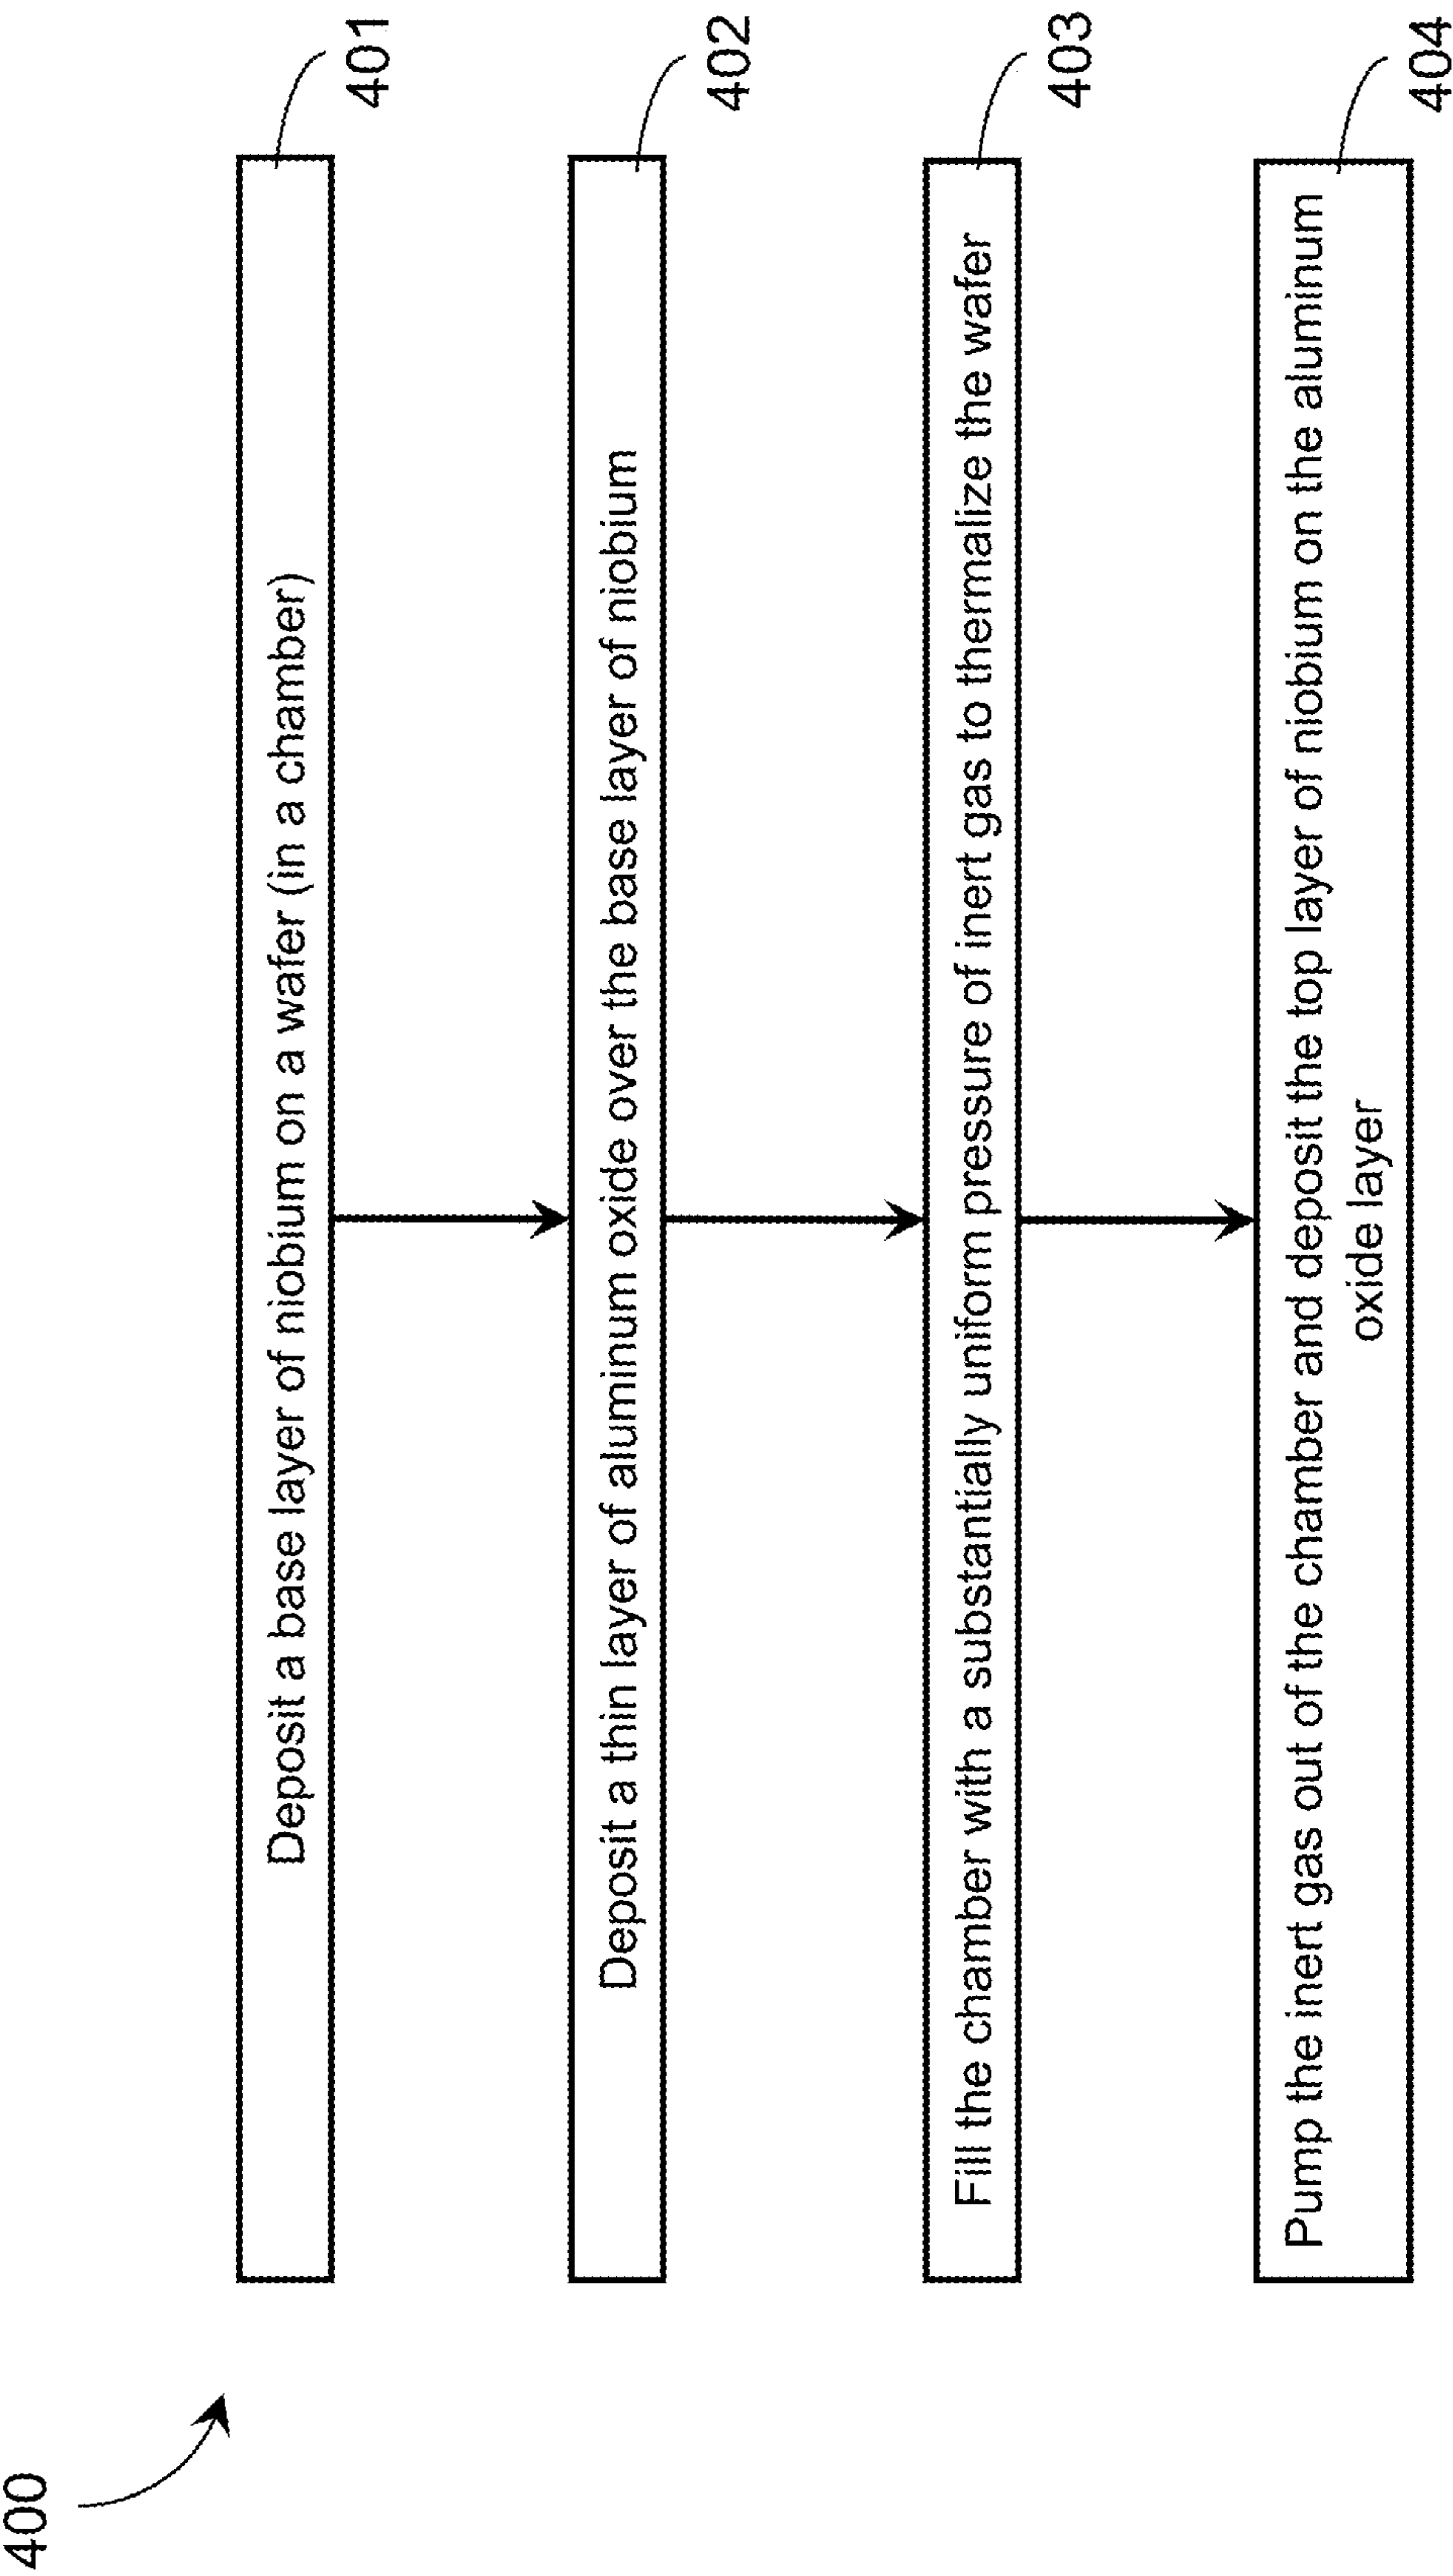 400
Deposit a base layer of niobium on a wafer (in a chamber)
401
Deposit a thin layer of aluminum oxide over the base layer of niobium
402
Fill the chamber with a substantially uniform pressure of inert gas to thermalize the wafer
403
Pump the inert gas out of the chamber and deposit the top layer of niobium on the aluminum
oxide layer
404